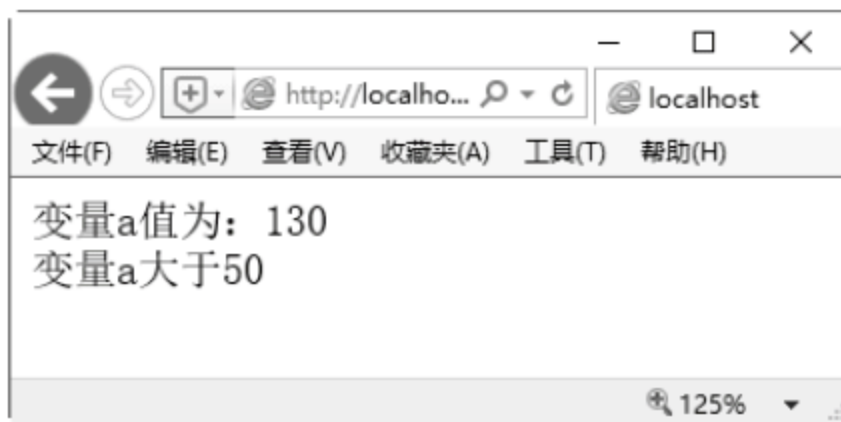 http://localho...
localhost
文件(F) 编辑(E) 查看(V) 收藏夹(A) 工具(T) 帮助(H)
变量a值为：130
变量a大于50
125%